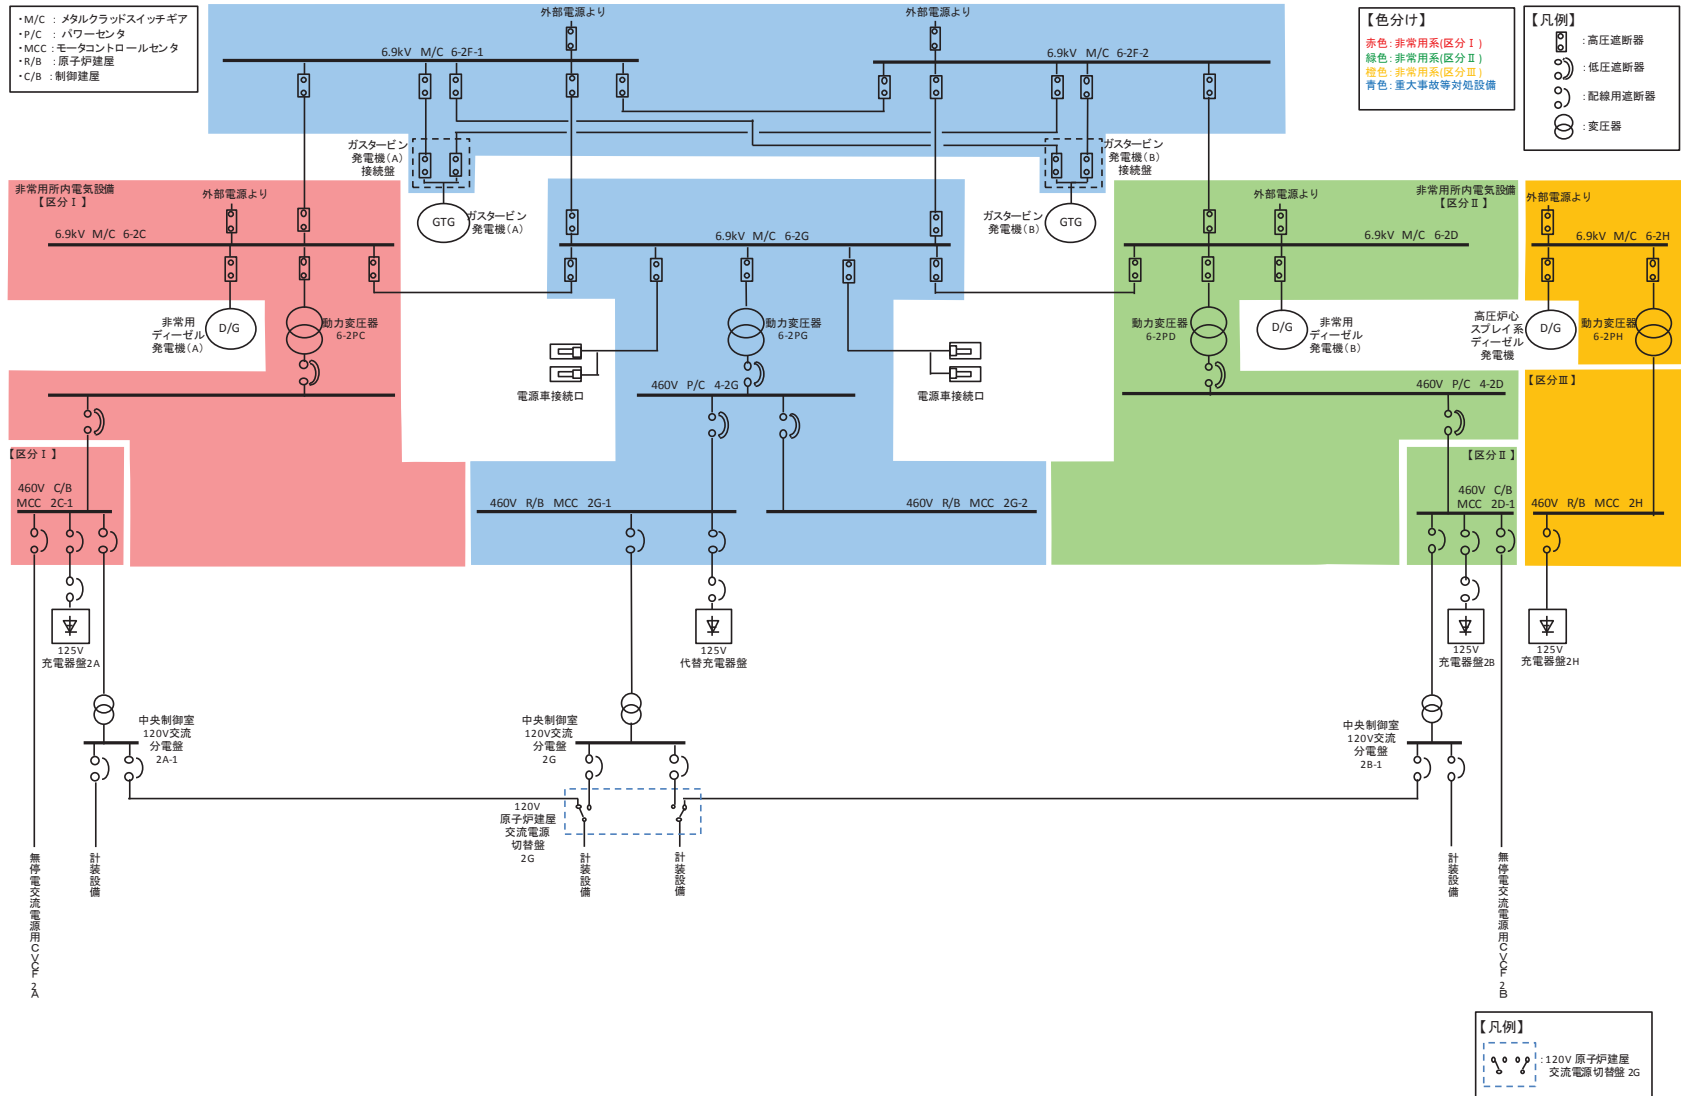 ・M/C ： メタルクラッドスイッチギア
・P/C ： パワーセンタ
・MCC ：モータコントロールセンタ
・R/B ：原子炉建屋
・C/B ：制御建屋
外部電源より
外部電源より
6.9kV M/C 6-2F-1
6.9kV M/C 6-2F-2
【色分け】
赤色：非常用系(区分Ⅰ)
緑色：非常用系(区分Ⅱ)
橙色：非常用系(区分Ⅲ)
青色：重大事故等対処設備
【凡例】
：高圧遮断器
：低圧遮断器
：配線用遮断器
：変圧器
ガスタービン
発電機(A)
接続盤
ガスタービン
発電機(B)
接続盤
GTG
ガスタービン
発電機(A)
ガスタービン
発電機(B)
GTG
非常用所内電気設備
【区分Ⅰ】
外部電源より
6.9kV M/C 6-2C
6.9kV M/C 6-2G
外部電源より
非常用所内電気設備
【区分Ⅱ】
6.9kV M/C 6-2D
外部電源より
6.9kV M/C 6-2H
非常用
ディーゼル
発電機(A)
D/G
動力変圧器
6-2PC
動力変圧器
6-2PG
動力変圧器
6-2PD
D/G
非常用
ディーゼル
発電機(B)
高圧炉心
スプレイ系
ディーゼル
発電機
D/G
動力変圧器
6-2PH
電源車接続口
電源車接続口
460V P/C 4-2G
460V P/C 4-2D
【区分Ⅲ】
【区分Ⅰ】
460V C/B
MCC 2C-1
460V R/B MCC 2G-1
460V R/B MCC 2G-2
【区分Ⅱ】
460V C/B
MCC 2D-1
460V R/B MCC 2H
125V
充電器盤2A
125V
代替充電器盤
125V
充電器盤2B
125V
充電器盤2H
中央制御室
120V交流
分電盤
2A-1
中央制御室
120V交流
分電盤
2G
中央制御室
120V交流
分電盤
2B-1
120V
原子炉建屋
交流電源
切替盤
2G
無停電交流電源用CVCF2A
計装設備
計装設備
計装設備
計装設備
無停電交流電源用CVCF2B
【凡例】
：120V 原子炉建屋
交流電源切替盤 2G